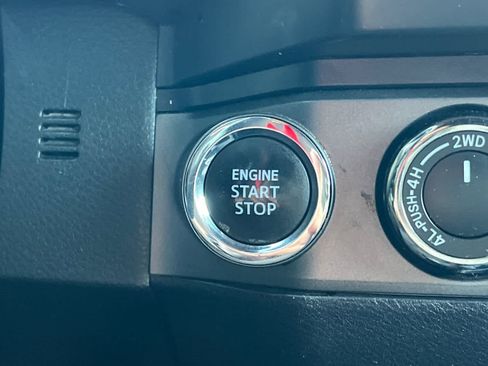 ENGINE
START
STOP
2WD
4L-PUSH-4H